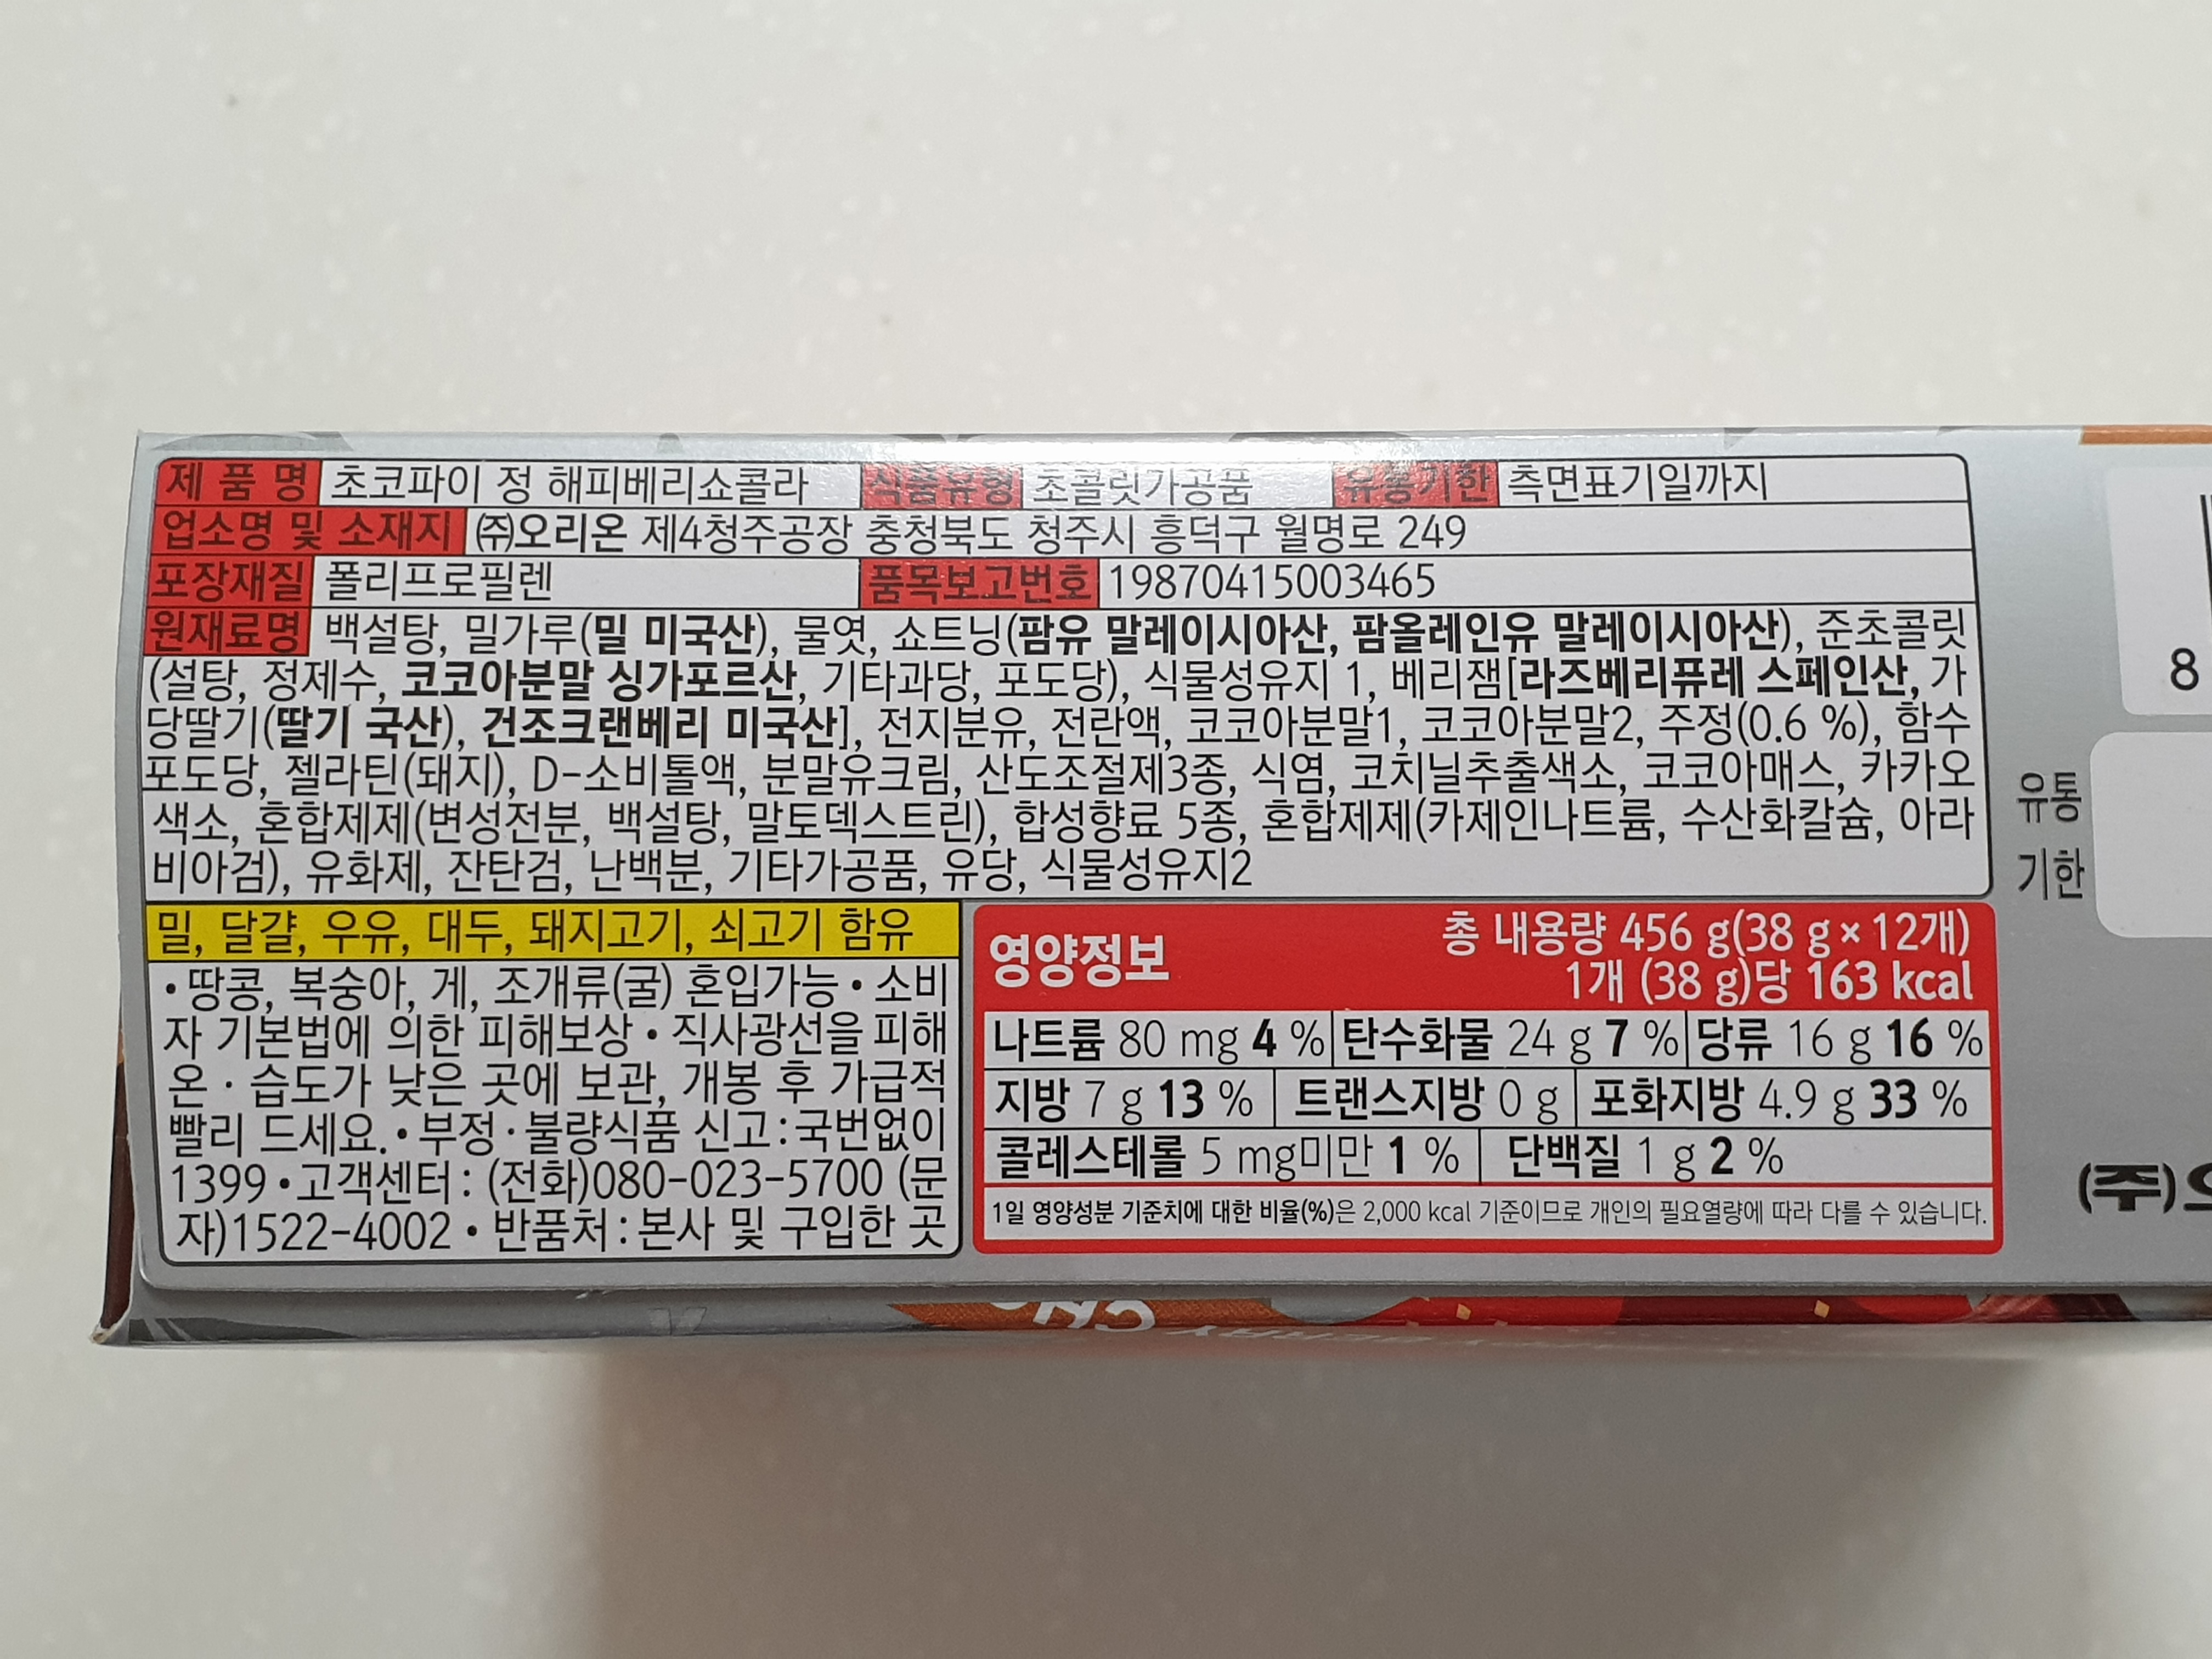 제 품 명 초코파이 정 해피베리쇼콜라 식품유형 초콜릿가공품 유통기한 측면표기일까지
업소명 및 소재지 ㈜오리온 제4청주공장 충청북도 청주시 흥덕구 월명로 249
포장재질 폴리프로필렌 품목보고번호 19870415003465
원재료명 백설탕, 밀가루(밀 미국산), 물엿, 쇼트닝(팜유 말레이시아산, 팜올레인유 말레이시아산), 준초콜릿
(설탕, 정제수, 코코아분말 싱가포르산, 기타과당, 포도당), 식물성유지 1, 베리잼[라즈베리퓨레 스페인산, 가
당딸기(딸기 국산), 건조크랜베리 미국산], 전지분유, 전란액, 코코아분말1, 코코아분말2, 주정(0.6 %), 함수
포도당, 젤라틴(돼지), D-소비톨액, 분말유크림, 산도조절제3종, 식염, 코치닐추출색소, 코코아매스, 카카오
색소, 혼합제제(변성전분, 백설탕, 말토덱스트린), 합성향료 5종, 혼합제제(카제인나트륨, 수산화칼슘, 아라
비아검), 유화제, 잔탄검, 난백분, 기타가공품, 유당, 식물성유지2
밀, 달걀, 우유, 대두, 돼지고기, 쇠고기 함유
• 땅콩, 복숭아, 게, 조개류(굴) 혼입가능 • 소비
자 기본법에 의한 피해보상 • 직사광선을 피해
온 · 습도가 낮은 곳에 보관, 개봉 후 가급적
빨리 드세요. • 부정 · 불량식품 신고 : 국번없이
1399 • 고객센터 : (전화)080-023-5700 (문
자)1522-4002 • 반품처 : 본사 및 구입한 곳
영양정보
총 내용량 456 g(38 g × 12개)
1개 (38 g)당 163 kcal
나트륨 80 mg 4 % 탄수화물 24 g 7 % 당류 16 g 16 %
지방 7 g 13 % 트랜스지방 0 g 포화지방 4.9 g 33 %
콜레스테롤 5 mg미만 1 % 단백질 1 g 2 %
1일 영양성분 기준치에 대한 비율(%)은 2,000 kcal 기준이므로 개인의 필요열량에 따라 다를 수 있습니다.
8
유통
기한
(주)